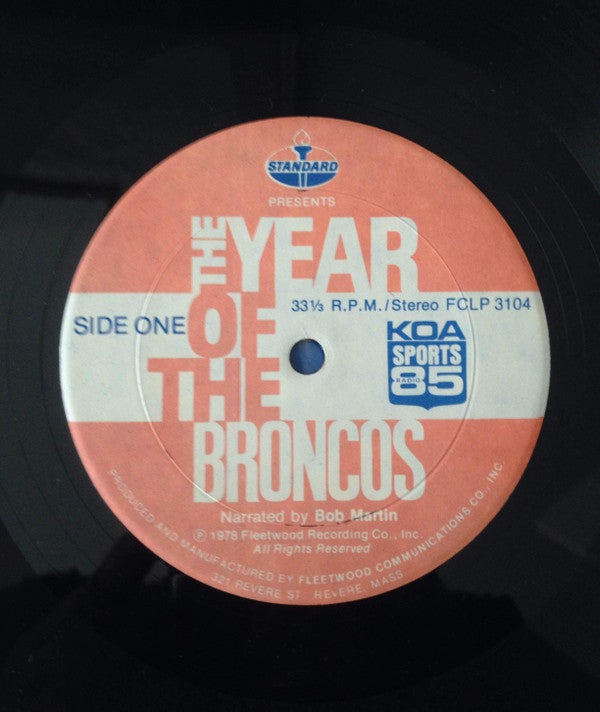 STANDARD
PRESENTS
THE YEAR
OF
THE
BRONCOS
SIDE ONE
33⅓ R.P.M./Stereo FCLP 3104
KOA
SPORTS
RADIO
85
Narrated by Bob Martin
℗ 1978 Fleetwood Recording Co., Inc.
All Rights Reserved
PRODUCED AND MANUFACTURED BY FLEETWOOD COMMUNICATIONS CO., INC.
321 REVERE ST. REVERE, MASS